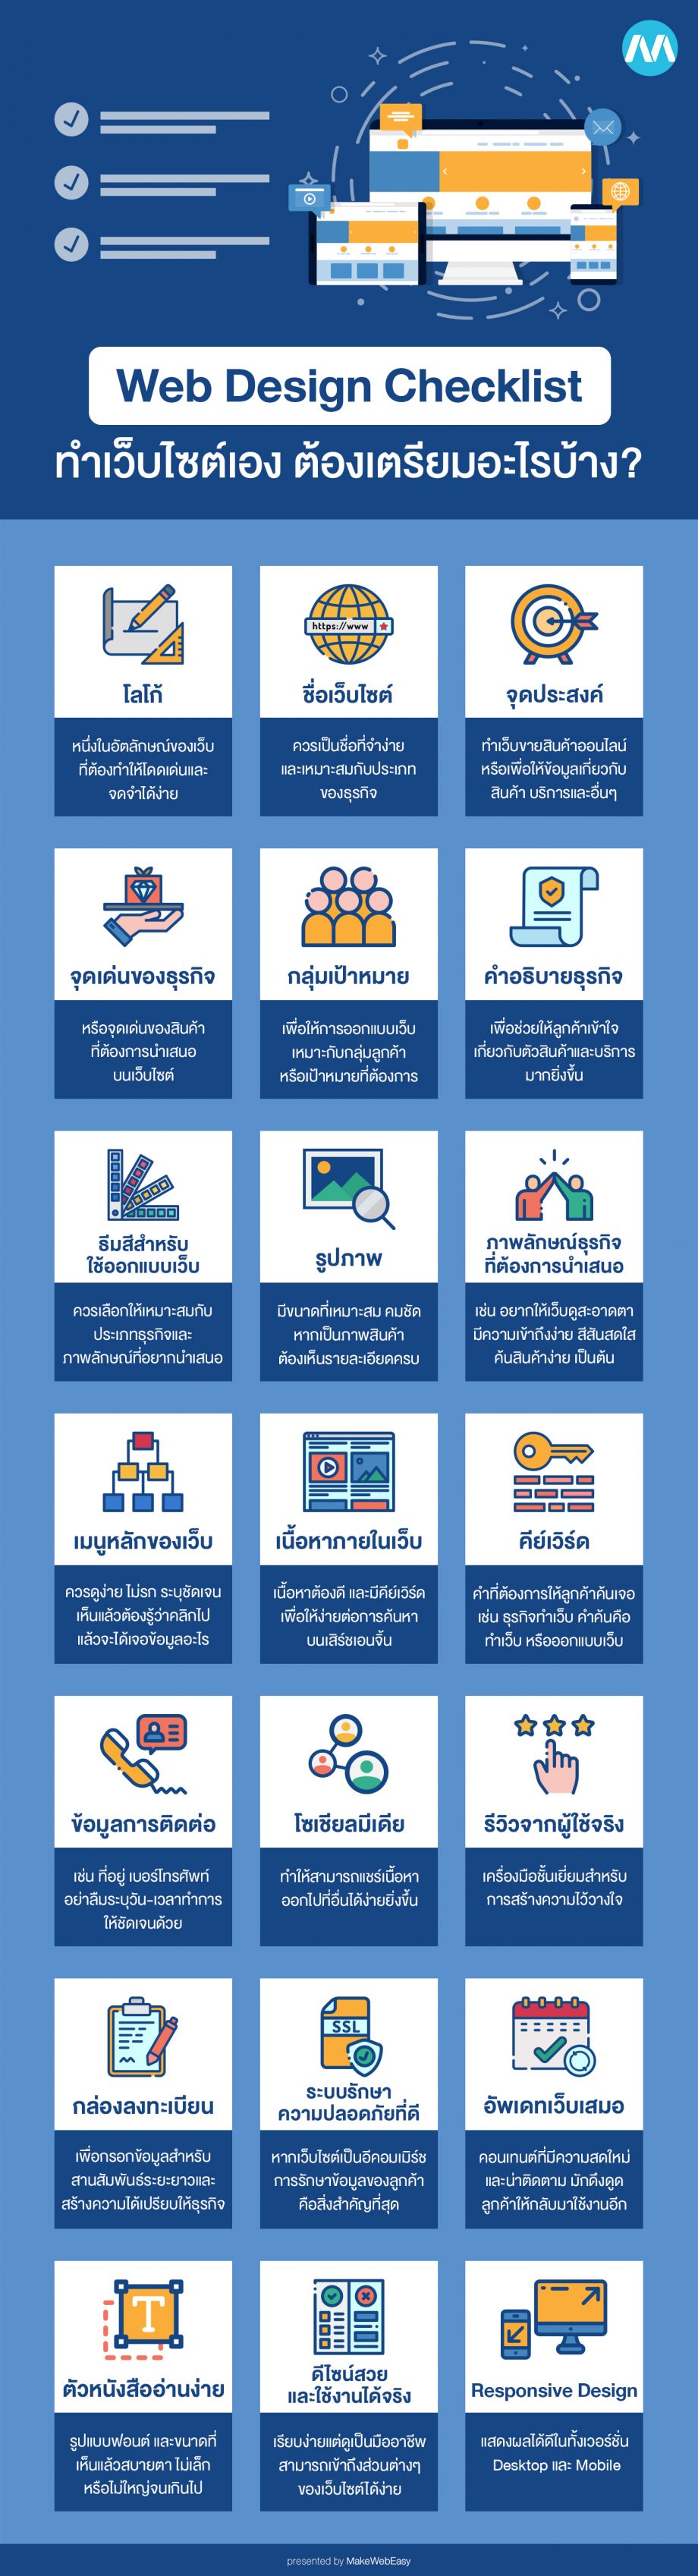 Web Design Checklist
ทำเว็บไซต์เอง ต้องเตรียมอะไรบ้าง?
โลโก้
หนึ่งในอัตลักษณ์ของเว็บ
ที่ต้องทำให้โดดเด่นและ
จดจำได้ง่าย
https://www
ชื่อเว็บไซต์
ควรเป็นชื่อที่จำง่าย
และเหมาะสมกับประเภท
ของธุรกิจ
จุดประสงค์
ทำเว็บขายสินค้าออนไลน์
หรือเพื่อให้ข้อมูลเกี่ยวกับ
สินค้า บริการและอื่นๆ
จุดเด่นของธุรกิจ
หรือจุดเด่นของสินค้า
ที่ต้องการนำเสนอ
บนเว็บไซต์
กลุ่มเป้าหมาย
เพื่อให้การออกแบบเว็บ
เหมาะกับกลุ่มลูกค้า
หรือเป้าหมายที่ต้องการ
คำอธิบายธุรกิจ
เพื่อช่วยให้ลูกค้าเข้าใจ
เกี่ยวกับตัวสินค้าและบริการ
มากยิ่งขึ้น
ธีมสีสำหรับ
ใช้ออกแบบเว็บ
ควรเลือกให้เหมาะสมกับ
ประเภทธุรกิจและ
ภาพลักษณ์ที่อยากนำเสนอ
รูปภาพ
มีขนาดที่เหมาะสม คมชัด
หากเป็นภาพสินค้า
ต้องเห็นรายละเอียดครบ
ภาพลักษณ์ธุรกิจ
ที่ต้องการนำเสนอ
เช่น อยากให้เว็บดูสะอาดตา
มีความเข้าถึงง่าย สีสันสดใส
ค้นสินค้าง่าย เป็นต้น
เมนูหลักของเว็บ
ควรดูง่าย ไม่รก ระบุชัดเจน
เห็นแล้วต้องรู้ว่าคลิกไป
แล้วจะได้เจอข้อมูลอะไร
เนื้อหาภายในเว็บ
เนื้อหาต้องดี และมีคีย์เวิร์ด
เพื่อให้ง่ายต่อการค้นหา
บนเสิร์ชเอนจิ้น
คีย์เวิร์ด
คำที่ต้องการให้ลูกค้าค้นเจอ
เช่น ธุรกิจทำเว็บ คำค้นคือ
ทำเว็บ หรือออกแบบเว็บ
ข้อมูลการติดต่อ
เช่น ที่อยู่ เบอร์โทรศัพท์
อย่าลืมระบุวัน-เวลาทำการ
ให้ชัดเจนด้วย
โซเชียลมีเดีย
ทำให้สามารถแชร์เนื้อหา
ออกไปที่อื่นได้ง่ายยิ่งขึ้น
รีวิวจากผู้ใช้จริง
เครื่องมือชั้นเยี่ยมสำหรับ
การสร้างความไว้วางใจ
กล่องลงทะเบียน
เพื่อกรอกข้อมูลสำหรับ
สานสัมพันธ์ระยะยาวและ
สร้างความได้เปรียบให้ธุรกิจ
SSL
ระบบรักษา
ความปลอดภัยที่ดี
หากเว็บไซต์เป็นอีคอมเมิร์ซ
การรักษาข้อมูลของลูกค้า
คือสิ่งสำคัญที่สุด
อัพเดทเว็บเสมอ
คอนเทนต์ที่มีความสดใหม่
และน่าติดตาม มักดึงดูด
ลูกค้าให้กลับมาใช้งานอีก
T
ตัวหนังสืออ่านง่าย
รูปแบบฟอนต์ และขนาดที่
เห็นแล้วสบายตา ไม่เล็ก
หรือไม่ใหญ่จนเกินไป
ดีไซน์สวย
และใช้งานได้จริง
เรียบง่ายแต่ดูเป็นมืออาชีพ
สามารถเข้าถึงส่วนต่างๆ
ของเว็บไซต์ได้ง่าย
Responsive Design
แสดงผลได้ดีในทั้งเวอร์ชั่น
Desktop และ Mobile
presented by MakeWebEasy